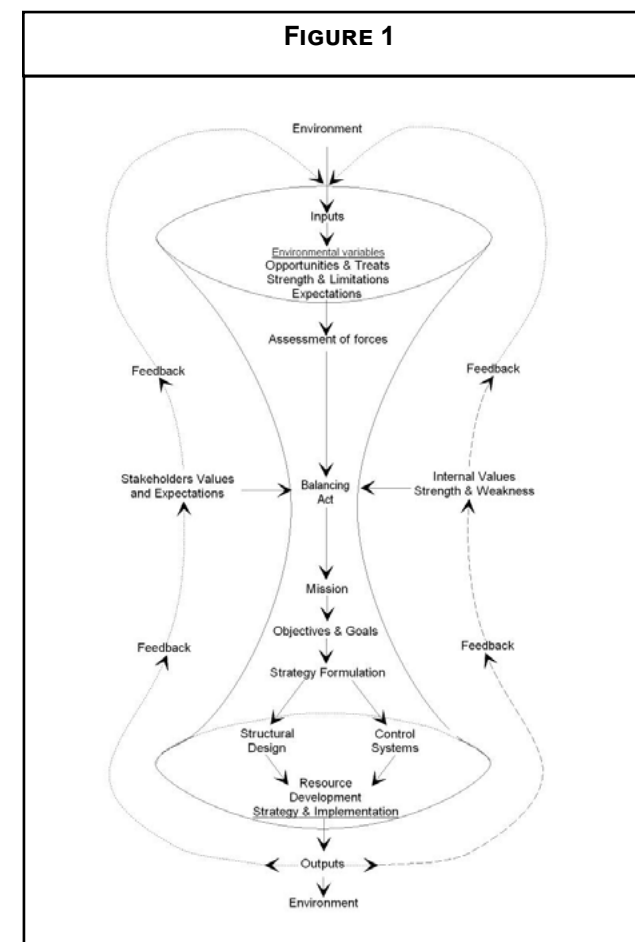 FIGURE 1
Environment
Inputs
Environmental variables
Opportunities & Treats
Strength & Limitations
Expectations
Assessment of forces
Feedback
Feedback
Stakeholders Values
and Expectations
Balancing
Act
Internal Values
Strength & Weakness
Mission
Objectives & Goals
Feedback
Feedback
Strategy Formulation
Structural
Design
Control
Systems
Resource
Development
Strategy & Implementation
Outputs
Environment